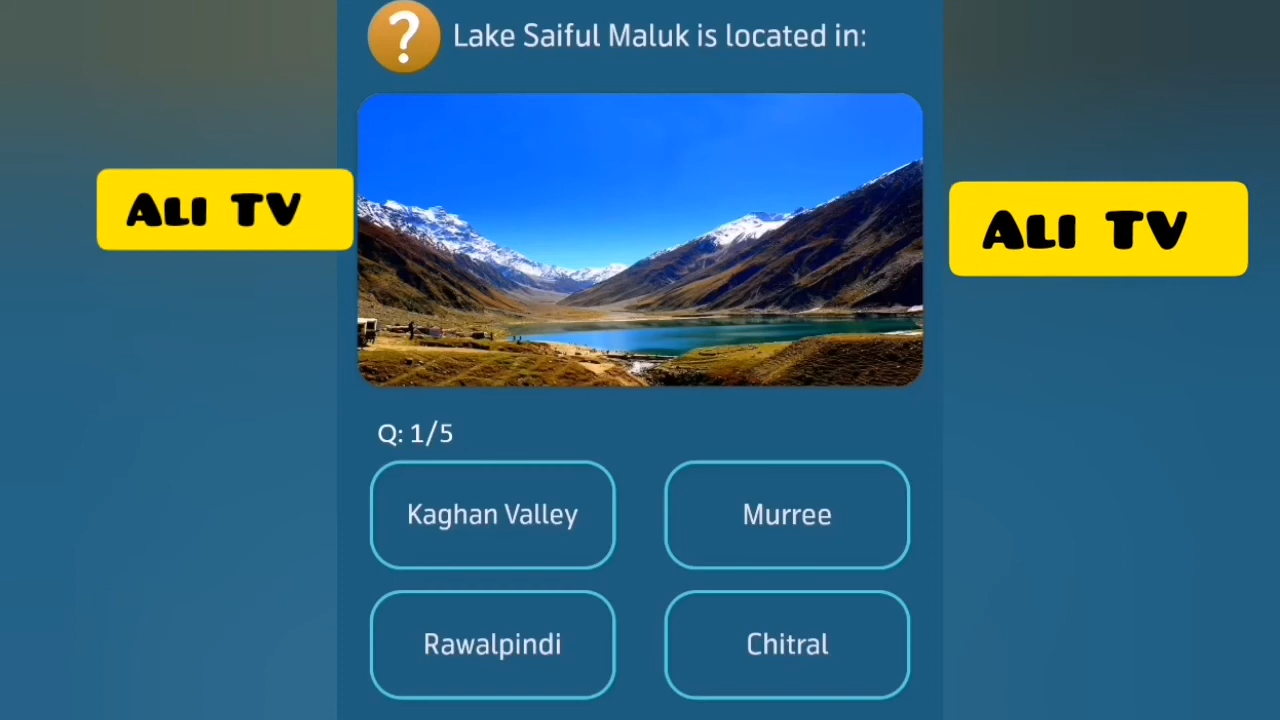 ? Lake Saiful Maluk is located in:
ALI TV
ALI TV
Q: 1/5
Kaghan Valley
Murree
Rawalpindi
Chitral